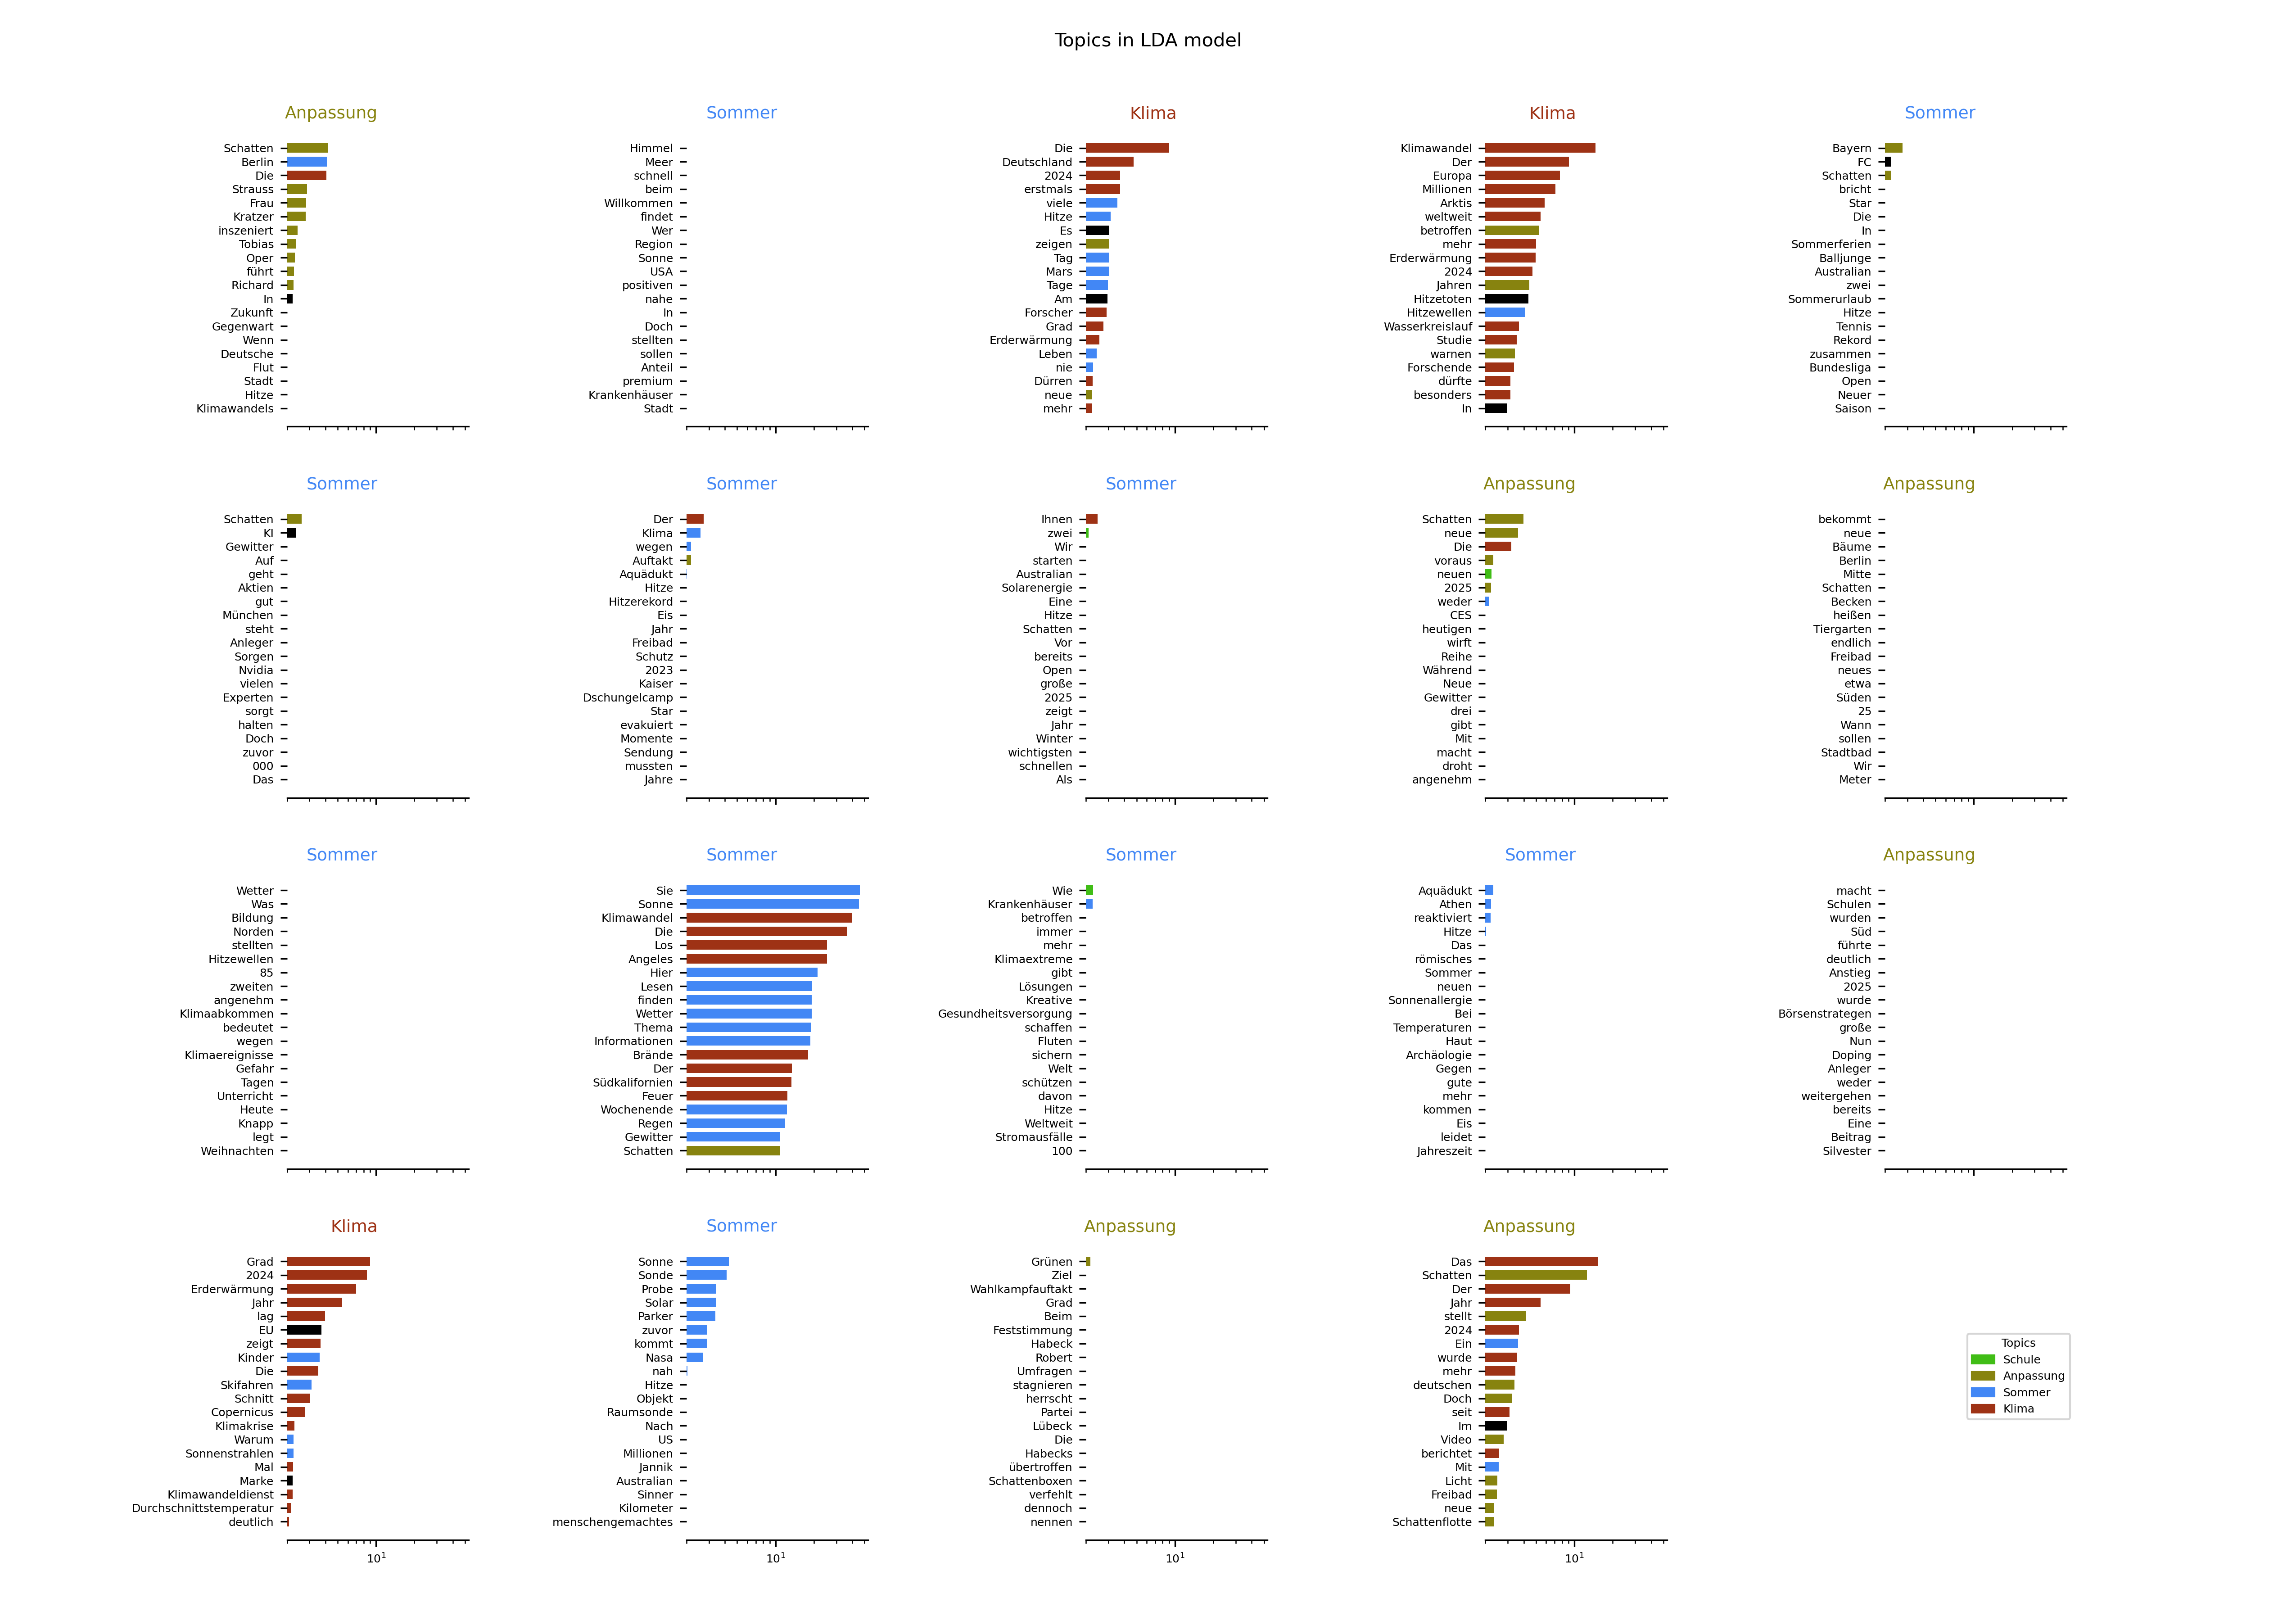 Topics in LDA model
Anpassung
Schatten
Berlin
Die
Strauss
Frau
Kratzer
inszeniert
Tobias
Oper
führt
Richard
In
Zukunft
Gegenwart
Wenn
Deutsche
Flut
Stadt
Hitze
Klimawandels
Sommer
Himmel
Meer
schnell
beim
Willkommen
findet
Wer
Region
Sonne
USA
positiven
nahe
In
Doch
stellten
sollen
Anteil
premium
Krankenhäuser
Stadt
Klima
Die
Deutschland
2024
erstmals
viele
Hitze
Es
zeigen
Tag
Mars
Tage
Am
Forscher
Grad
Erderwärmung
Leben
nie
Dürren
neue
mehr
Klima
Klimawandel
Der
Europa
Millionen
Arktis
weltweit
betroffen
mehr
Erderwärmung
2024
Jahren
Hitzetoten
Hitzewellen
Wasserkreislauf
Studie
warnen
Forschende
dürfte
besonders
In
Sommer
Bayern
FC
Schatten
bricht
Star
Die
In
Sommerferien
Balljunge
Australian
zwei
Sommerurlaub
Hitze
Tennis
Rekord
zusammen
Bundesliga
Open
Neuer
Saison
Sommer
Schatten
KI
Gewitter
Auf
geht
Aktien
gut
München
steht
Anleger
Sorgen
Nvidia
vielen
Experten
sorgt
halten
Doch
zuvor
000
Das
Sommer
Der
Klima
wegen
Auftakt
Aquädukt
Hitze
Hitzerekord
Eis
Jahr
Freibad
Schutz
2023
Kaiser
Dschungelcamp
Star
evakuiert
Momente
Sendung
mussten
Jahre
Sommer
Ihnen
zwei
Wir
starten
Australian
Solarenergie
Eine
Hitze
Schatten
Vor
bereits
Open
große
2025
zeigt
Jahr
Winter
wichtigsten
schnellen
Als
Anpassung
Schatten
neue
Die
voraus
neuen
2025
weder
CES
heutigen
wirft
Reihe
Während
Neue
Gewitter
drei
gibt
Mit
macht
droht
angenehm
Anpassung
bekommt
neue
Bäume
Berlin
Mitte
Schatten
Becken
heißen
Tiergarten
endlich
Freibad
neues
etwa
Süden
25
Wann
sollen
Stadtbad
Wir
Meter
Sommer
Wetter
Was
Bildung
Norden
stellten
Hitzewellen
85
zweiten
angenehm
Klimaabkommen
bedeutet
wegen
Klimaereignisse
Gefahr
Tagen
Unterricht
Heute
Knapp
legt
Weihnachten
Sommer
Sie
Sonne
Klimawandel
Die
Los
Angeles
Hier
Lesen
finden
Wetter
Thema
Informationen
Brände
Der
Südkalifornien
Feuer
Wochenende
Regen
Gewitter
Schatten
Sommer
Wie
Krankenhäuser
betroffen
immer
mehr
Klimaextreme
gibt
Lösungen
Kreative
Gesundheitsversorgung
schaffen
Fluten
sichern
Welt
schützen
davon
Hitze
Weltweit
Stromausfälle
100
Sommer
Aquädukt
Athen
reaktiviert
Hitze
Das
römisches
Sommer
neuen
Sonnenallergie
Bei
Temperaturen
Haut
Archäologie
Gegen
gute
mehr
kommen
Eis
leidet
Jahreszeit
Anpassung
macht
Schulen
wurden
Süd
führte
deutlich
Anstieg
2025
wurde
Börsenstrategen
große
Nun
Doping
Anleger
weder
weitergehen
bereits
Eine
Beitrag
Silvester
Klima
Grad
2024
Erderwärmung
Jahr
lag
EU
zeigt
Kinder
Die
Skifahren
Schnitt
Copernicus
Klimakrise
Warum
Sonnenstrahlen
Mal
Marke
Klimawandeldienst
Durchschnittstemperatur
deutlich
10¹
Sommer
Sonne
Sonde
Probe
Solar
Parker
zuvor
kommt
Nasa
nah
Hitze
Objekt
Raumsonde
Nach
US
Millionen
Jannik
Australian
Sinner
Kilometer
menschengemachtes
10¹
Anpassung
Grünen
Ziel
Wahlkampfauftakt
Grad
Beim
Feststimmung
Habeck
Robert
Umfragen
stagnieren
herrscht
Partei
Lübeck
Die
Habecks
übertroffen
Schattenboxen
verfehlt
dennoch
nennen
10¹
Anpassung
Das
Schatten
Der
Jahr
stellt
2024
Ein
wurde
mehr
deutschen
Doch
seit
Im
Video
berichtet
Mit
Licht
Freibad
neue
Schattenflotte
10¹
Topics
Schule
Anpassung
Sommer
Klima